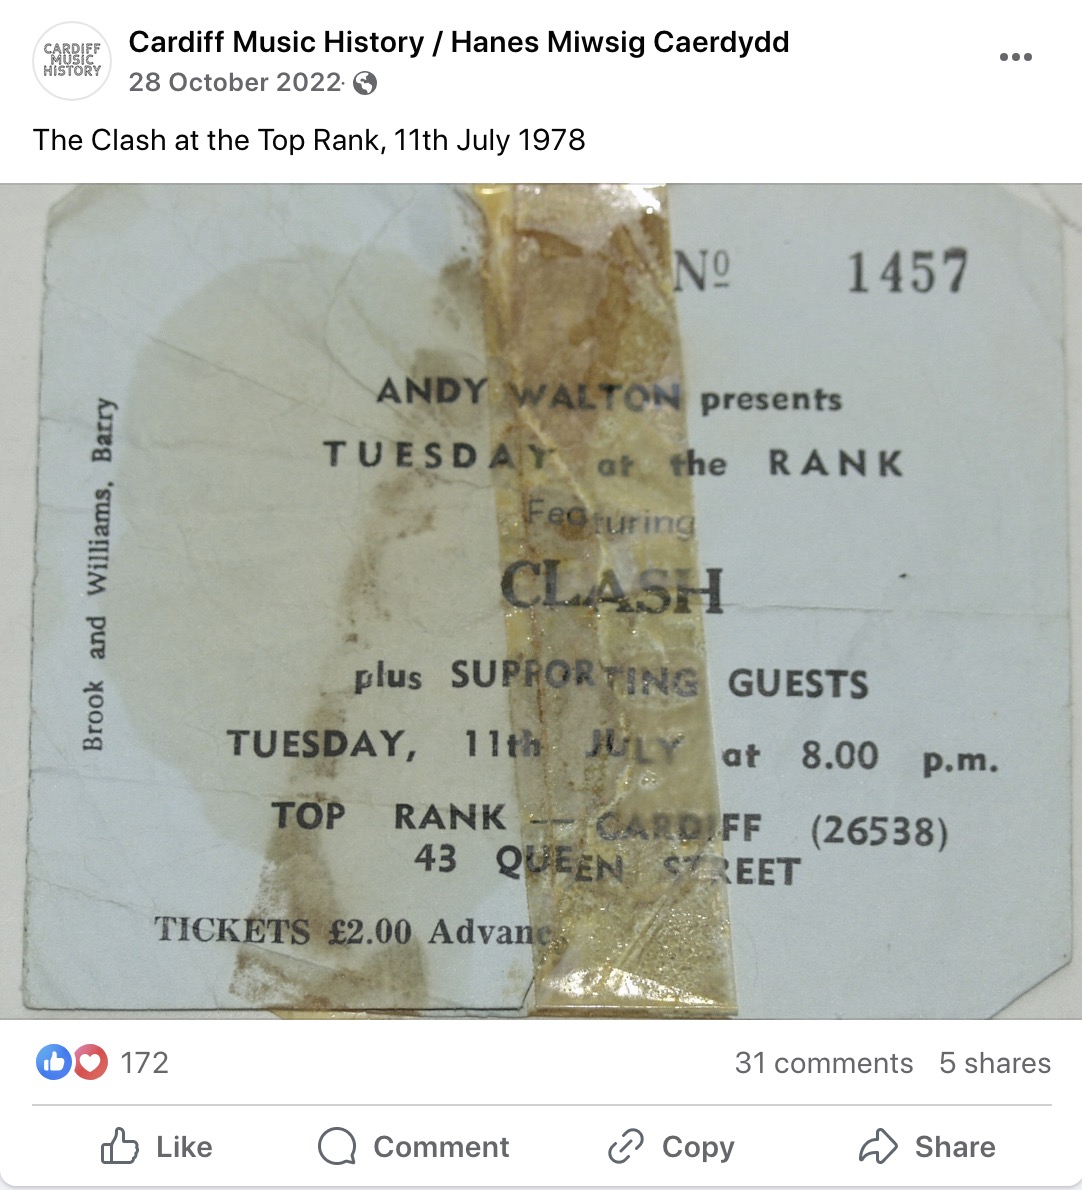 CARDIFF
MUSIC
HISTORY
Cardiff Music History / Hanes Miwsig Caerdydd
28 October 2022 ·
The Clash at the Top Rank, 11th July 1978
Nº 1457
ANDY WALTON presents
TUESDAY at the RANK
Featuring
CLASH
plus SUPPORTING GUESTS
TUESDAY, 11th JULY at 8.00 p.m.
TOP RANK — CARDIFF (26538)
43 QUEEN STREET
TICKETS £2.00 Advanc
Brook and Williams, Barry
172
31 comments 5 shares
Like Comment Copy Share